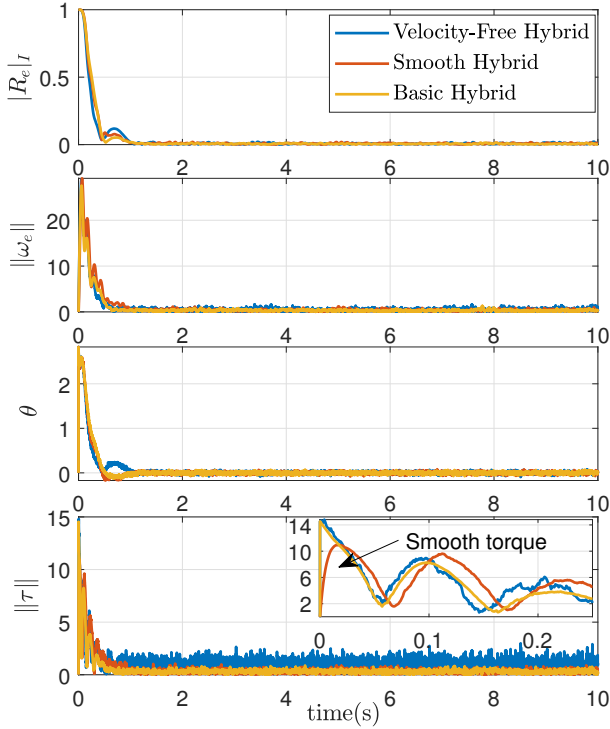 1
0.5
0
|R_e|_I
Velocity-Free Hybrid
Smooth Hybrid
Basic Hybrid
0 2 4 6 8 10
20
10
0
||ω_e||
0 2 4 6 8 10
2
1
0
θ
0 2 4 6 8 10
15
10
5
0
||τ||
14
10
6
2
Smooth torque
0 0.1 0.2
0 2 4 6 8 10
time(s)